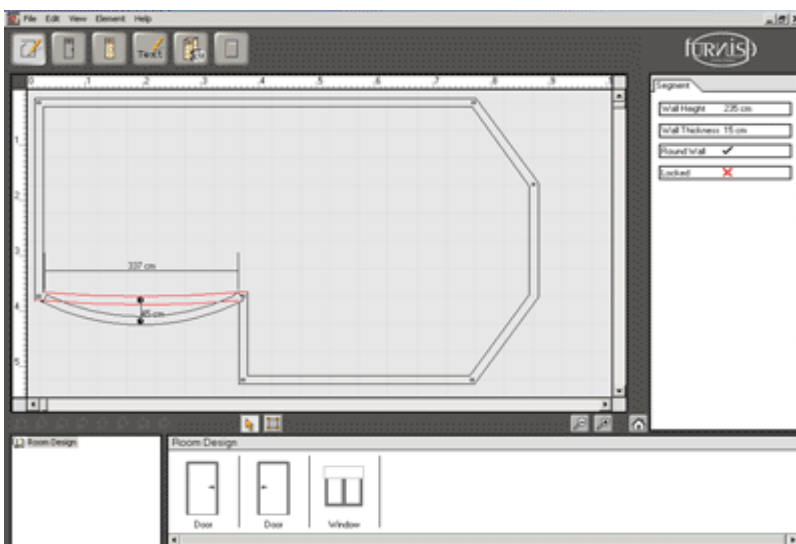 File Edit View Element Help
Text
FURNISH
0 .1 .2 .3 .4 .5 .6 .7 .8 .9
1
2
3
4
5
337 cm
45 cm
Segment
Wall Height 235 cm
Wall Thickness 15 cm
Round Wall
Locked
Room Design
Room Design
Door Door Window